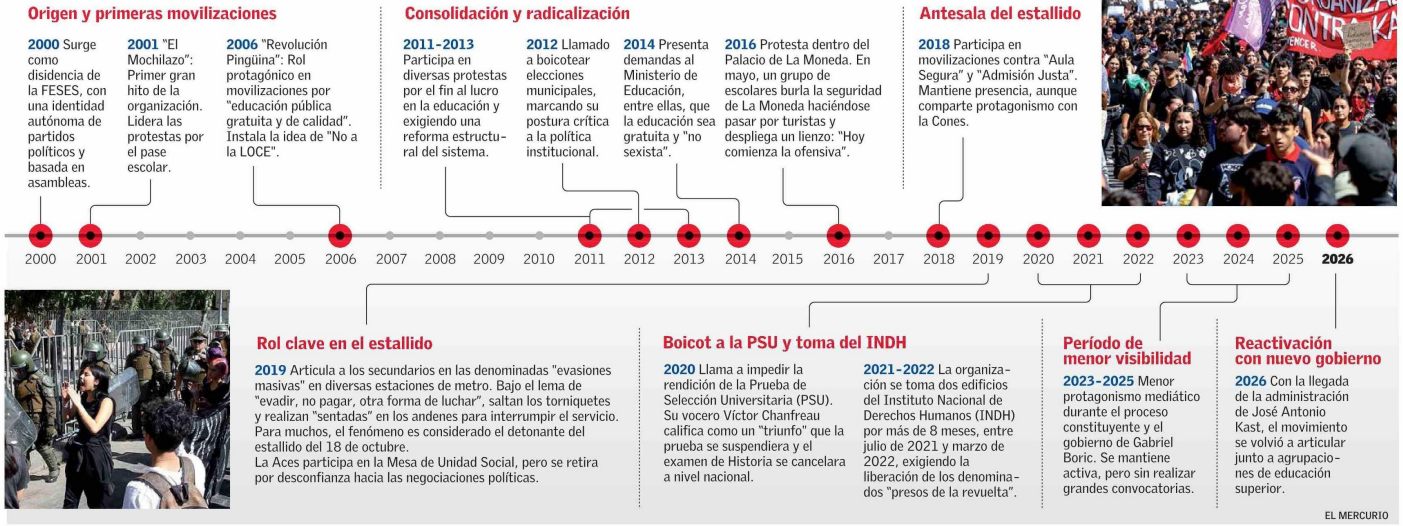 Origen y primeras movilizaciones
2000 Surge
como
disidencia de
la FESES, con
una identidad
autónoma de
partidos
políticos y
basada en
asambleas.
2001 "El
Mochilazo":
Primer gran
hito de la
organización.
Lidera las
protestas por
el pase
escolar.
2006 "Revolución
Pingüina": Rol
protagónico en
movilizaciones por
"educación pública
gratuita y de calidad".
Instala la idea de "No a
la LOCE".
Consolidación y radicalización
2011-2013
Participa en
diversas protestas
por el fin al lucro
en la educación y
exigiendo una
reforma estructu-
ral del sistema.
2012 Llamado
a boicotear
elecciones
municipales,
marcando su
postura crítica
a la política
institucional.
2014 Presenta
demandas al
Ministerio de
Educación,
entre ellas, que
la educación sea
gratuita y "no
sexista".
2016 Protesta dentro del
Palacio de La Moneda. En
mayo, un grupo de
escolares burla la seguridad
de La Moneda haciéndose
pasar por turistas y
despliega un lienzo: "Hoy
comienza la ofensiva".
Antesala del estallido
2018 Participa en
movilizaciones contra "Aula
Segura" y "Admisión Justa".
Mantiene presencia, aunque
comparte protagonismo con
la Cones.
CONTRA KA
2000 2001 2002 2003 2004 2005 2006 2007 2008 2009 2010 2011 2012 2013 2014 2015 2016 2017 2018 2019 2020 2021 2022 2023 2024 2025 2026
Rol clave en el estallido
2019 Articula a los secundarios en las denominadas "evasiones
masivas" en diversas estaciones de metro. Bajo el lema de
"evadir, no pagar, otra forma de luchar", saltan los torniquetes
y realizan "sentadas" en los andenes para interrumpir el servicio.
Para muchos, el fenómeno es considerado el detonante del
estallido del 18 de octubre.
La Aces participa en la Mesa de Unidad Social, pero se retira
por desconfianza hacia las negociaciones políticas.
Boicot a la PSU y toma del INDH
2020 Llama a impedir la
rendición de la Prueba de
Selección Universitaria (PSU).
Su vocero Víctor Chanfreau
califica como un "triunfo" que la
prueba se suspendiera y el
examen de Historia se cancelara
a nivel nacional.
2021-2022 La organiza-
ción se toma dos edificios
del Instituto Nacional de
Derechos Humanos (INDH)
por más de 8 meses, entre
julio de 2021 y marzo de
2022, exigiendo la
liberación de los denomina-
dos "presos de la revuelta".
Período de
menor visibilidad
2023-2025 Menor
protagonismo mediático
durante el proceso
constituyente y el
gobierno de Gabriel
Boric. Se mantiene
activa, pero sin realizar
grandes convocatorias.
Reactivación
con nuevo gobierno
2026 Con la llegada
de la administración
de José Antonio
Kast, el movimiento
se volvió a articular
junto a agrupacio-
nes de educación
superior.
EL MERCURIO